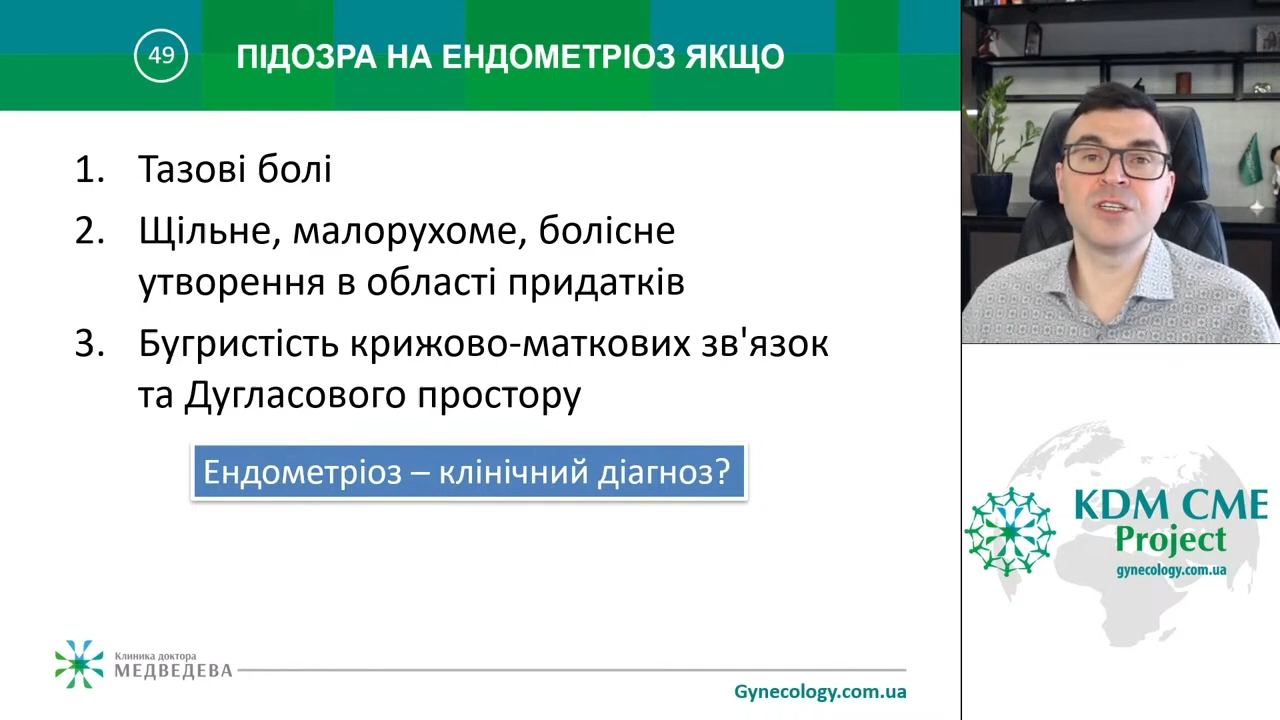 49
ПІДОЗРА НА ЕНДОМЕТРІОЗ ЯКЩО
1. Тазові болі
2. Щільне, малорухоме, болісне
утворення в області придатків
3. Бугристість крижово-маткових зв'язок
та Дугласового простору
Ендометріоз – клінічний діагноз?
Клиника доктора
МЕДВЕДЕВА
Gynecology.com.ua
KDM CME
Project
gynecology.com.ua